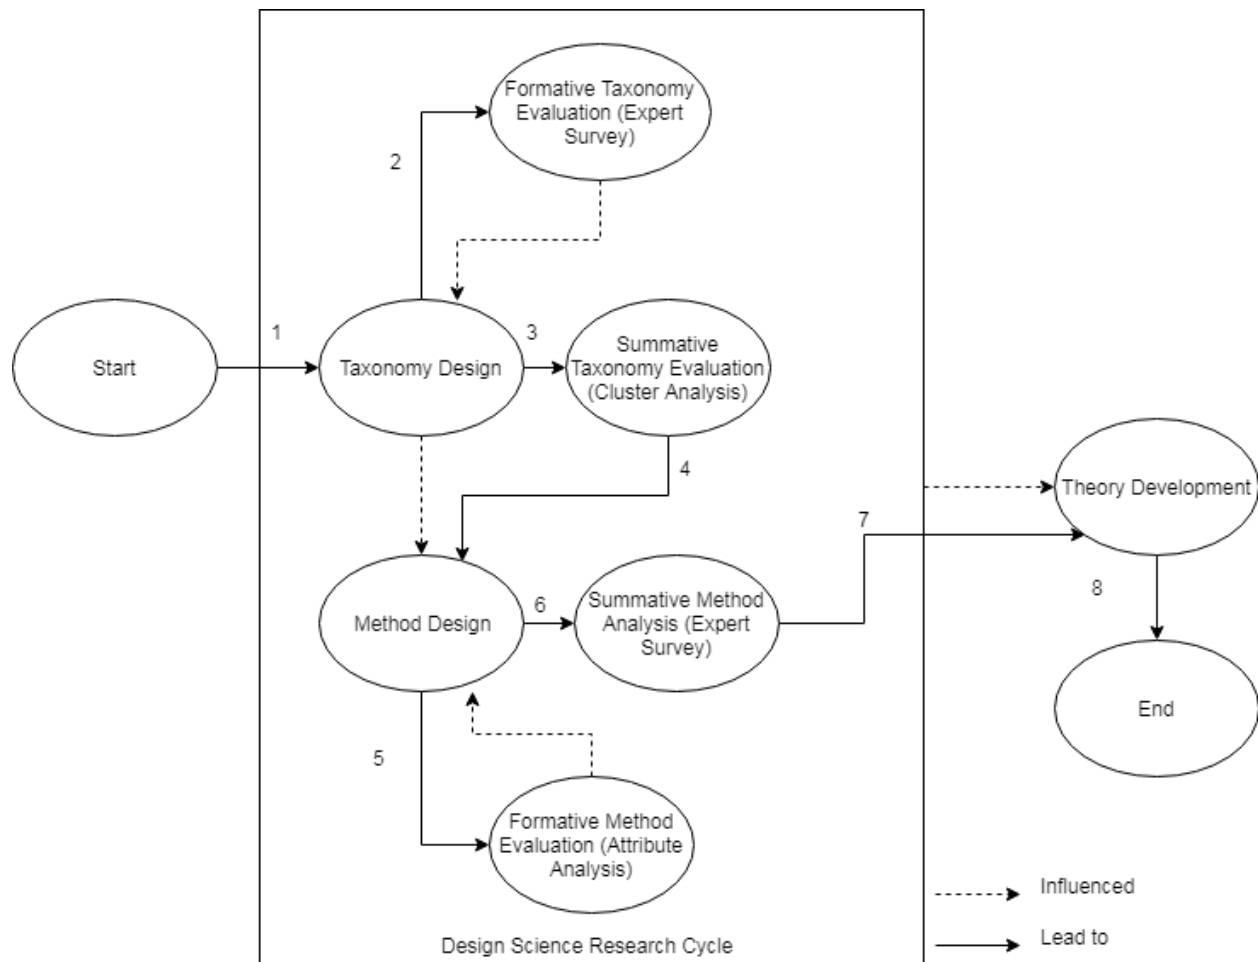 Formative Taxonomy
Evaluation (Expert
Survey)
2
1
3
Start
Taxonomy Design
Summative
Taxonomy Evaluation
(Cluster Analysis)
4
Theory Development
7
6
8
Method Design
Summative Method
Analysis (Expert
Survey)
End
5
Formative Method
Evaluation (Attribute
Analysis)
Influenced
Lead to
Design Science Research Cycle